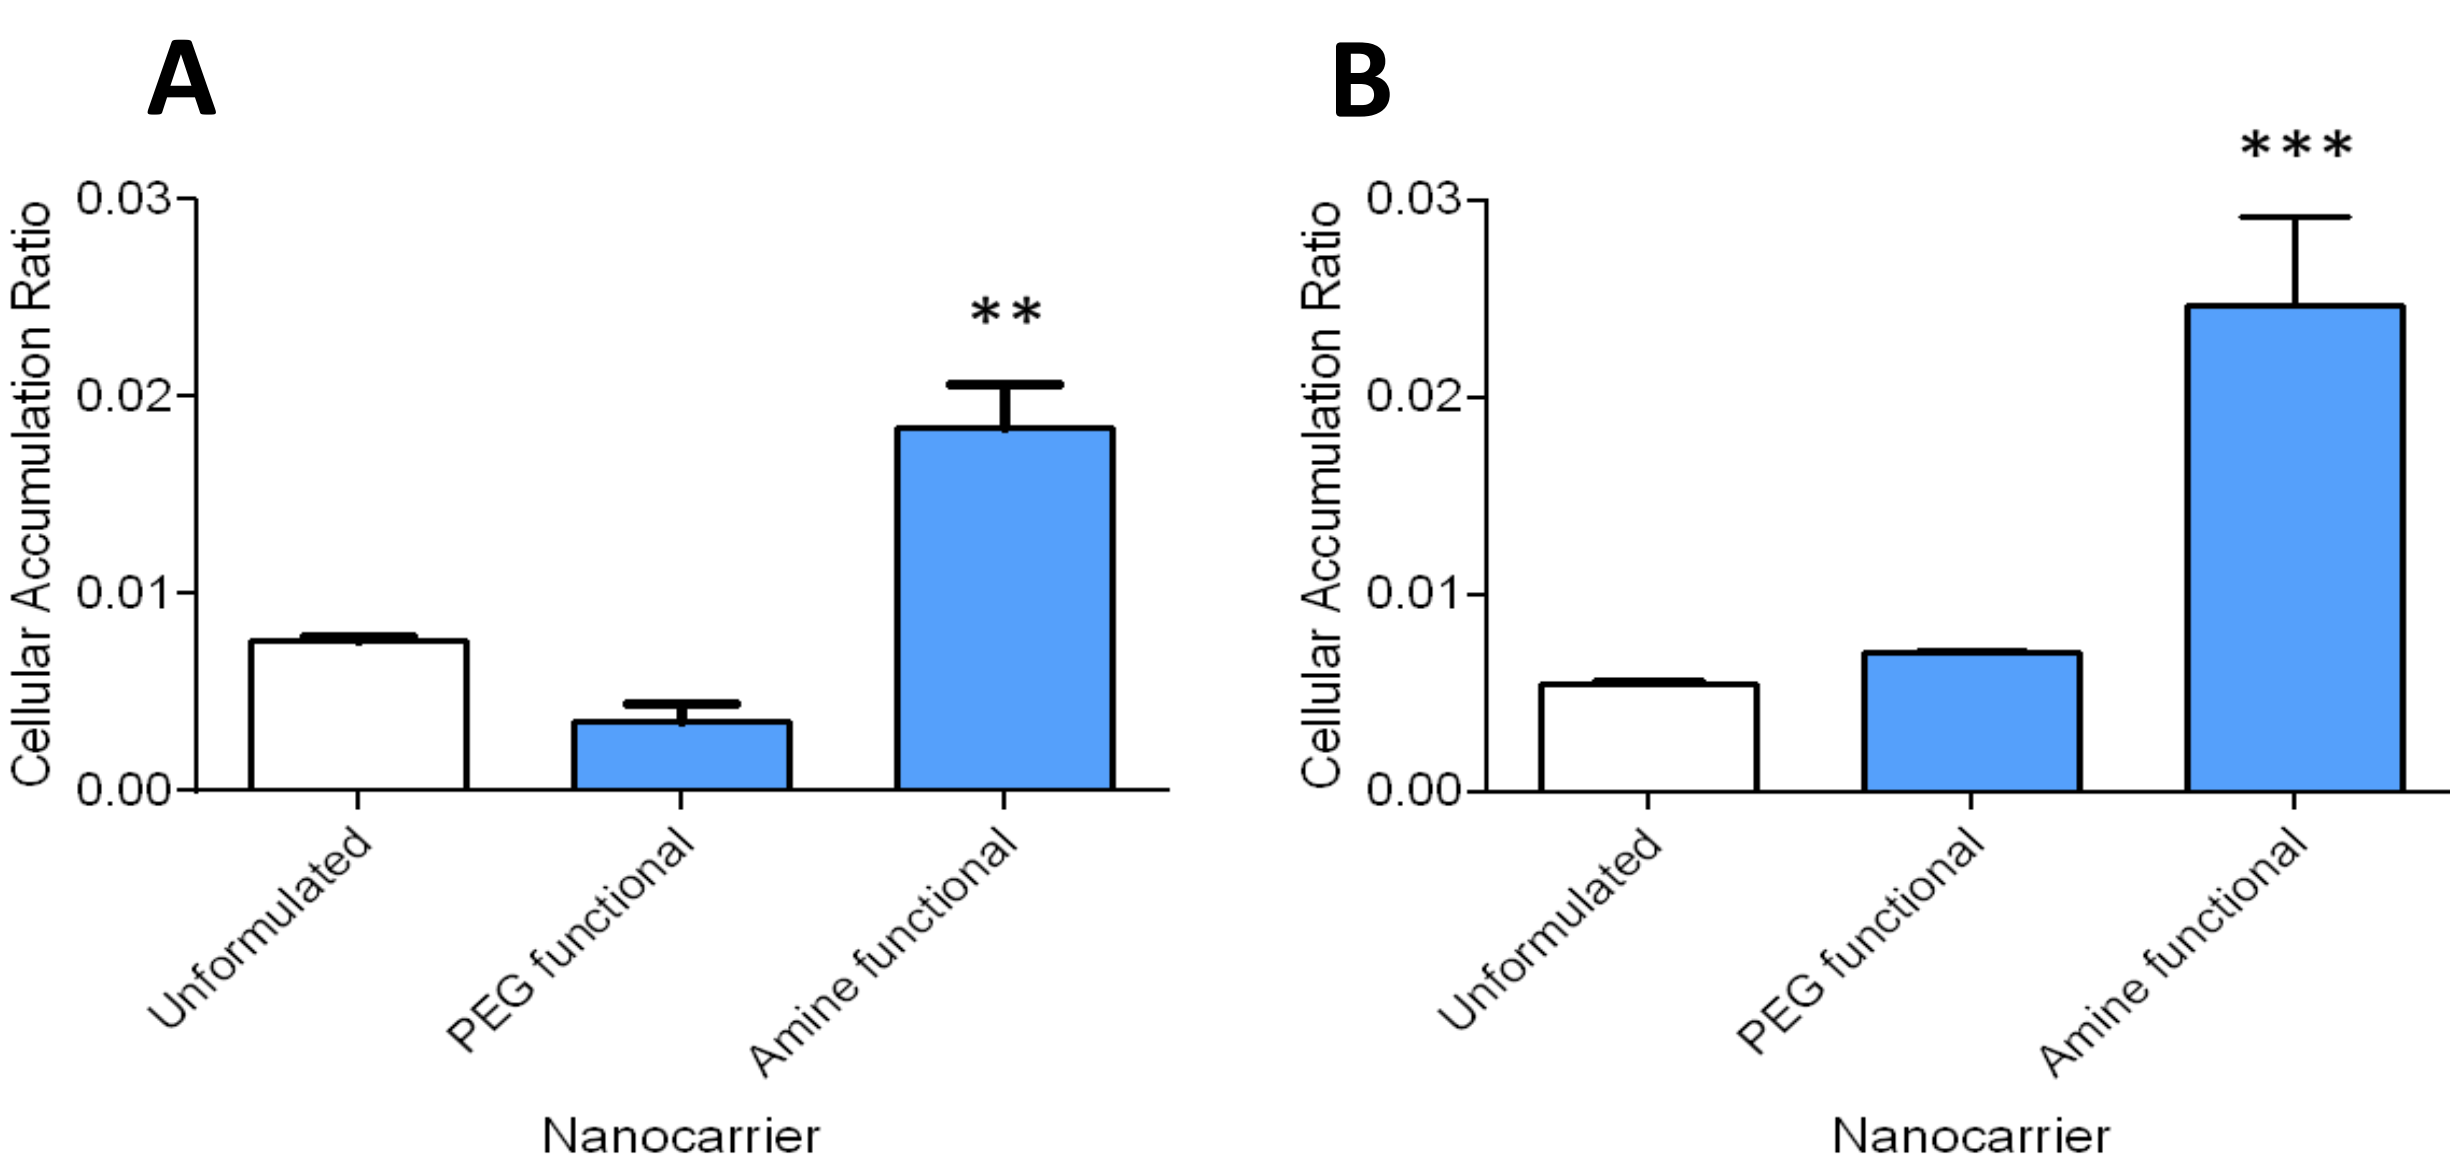 A
**
Cellular Accumulation Ratio
0.03
0.02
0.01
0.00
Unformulated
PEG functional
Amine functional
Nanocarrier
B
***
Cellular Accumulation Ratio
0.03
0.02
0.01
0.00
Unformulated
PEG functional
Amine functional
Nanocarrier